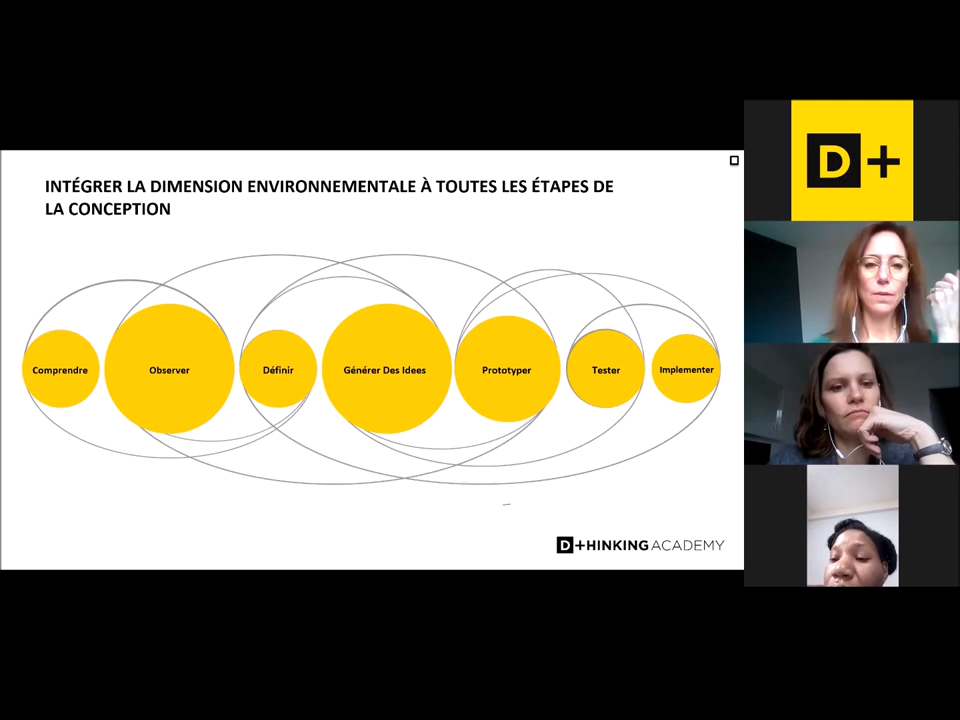 INTÉGRER LA DIMENSION ENVIRONNEMENTALE À TOUTES LES ÉTAPES DE
LA CONCEPTION
Comprendre
Observer
Définir
Générer Des Idees
Prototyper
Tester
Implementer
D+HINKING ACADEMY
D+